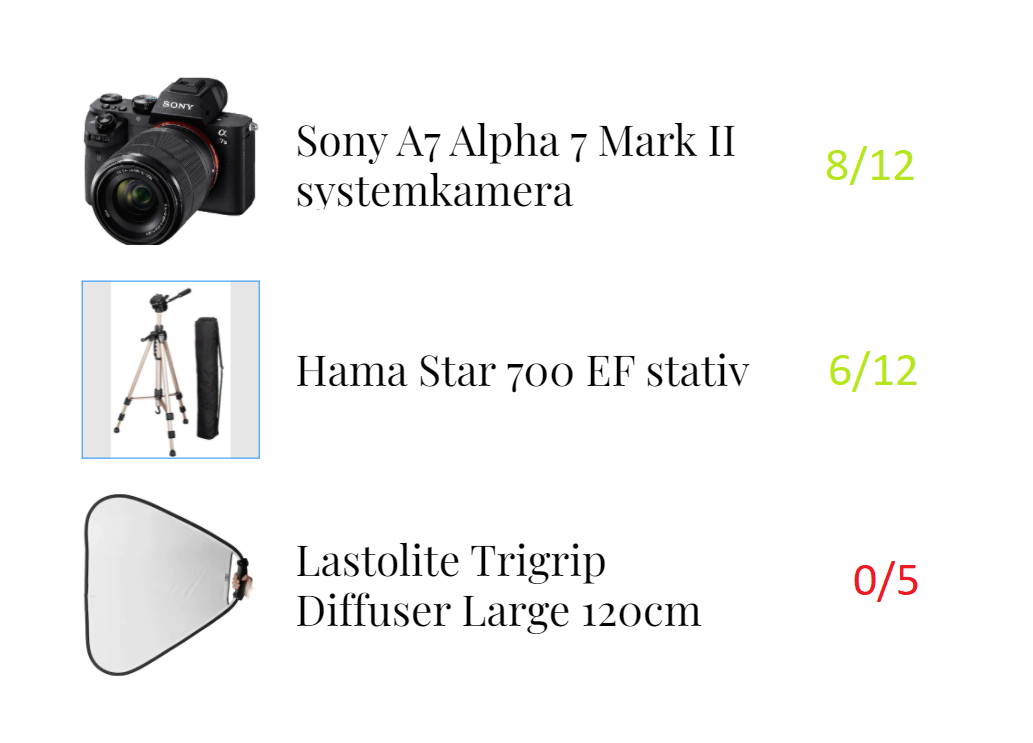 SONY
Sony A7 Alpha 7 Mark II
systemkamera
8/12
Hama Star 700 EF stativ
6/12
Lastolite Trigrip
Diffuser Large 120cm
0/5